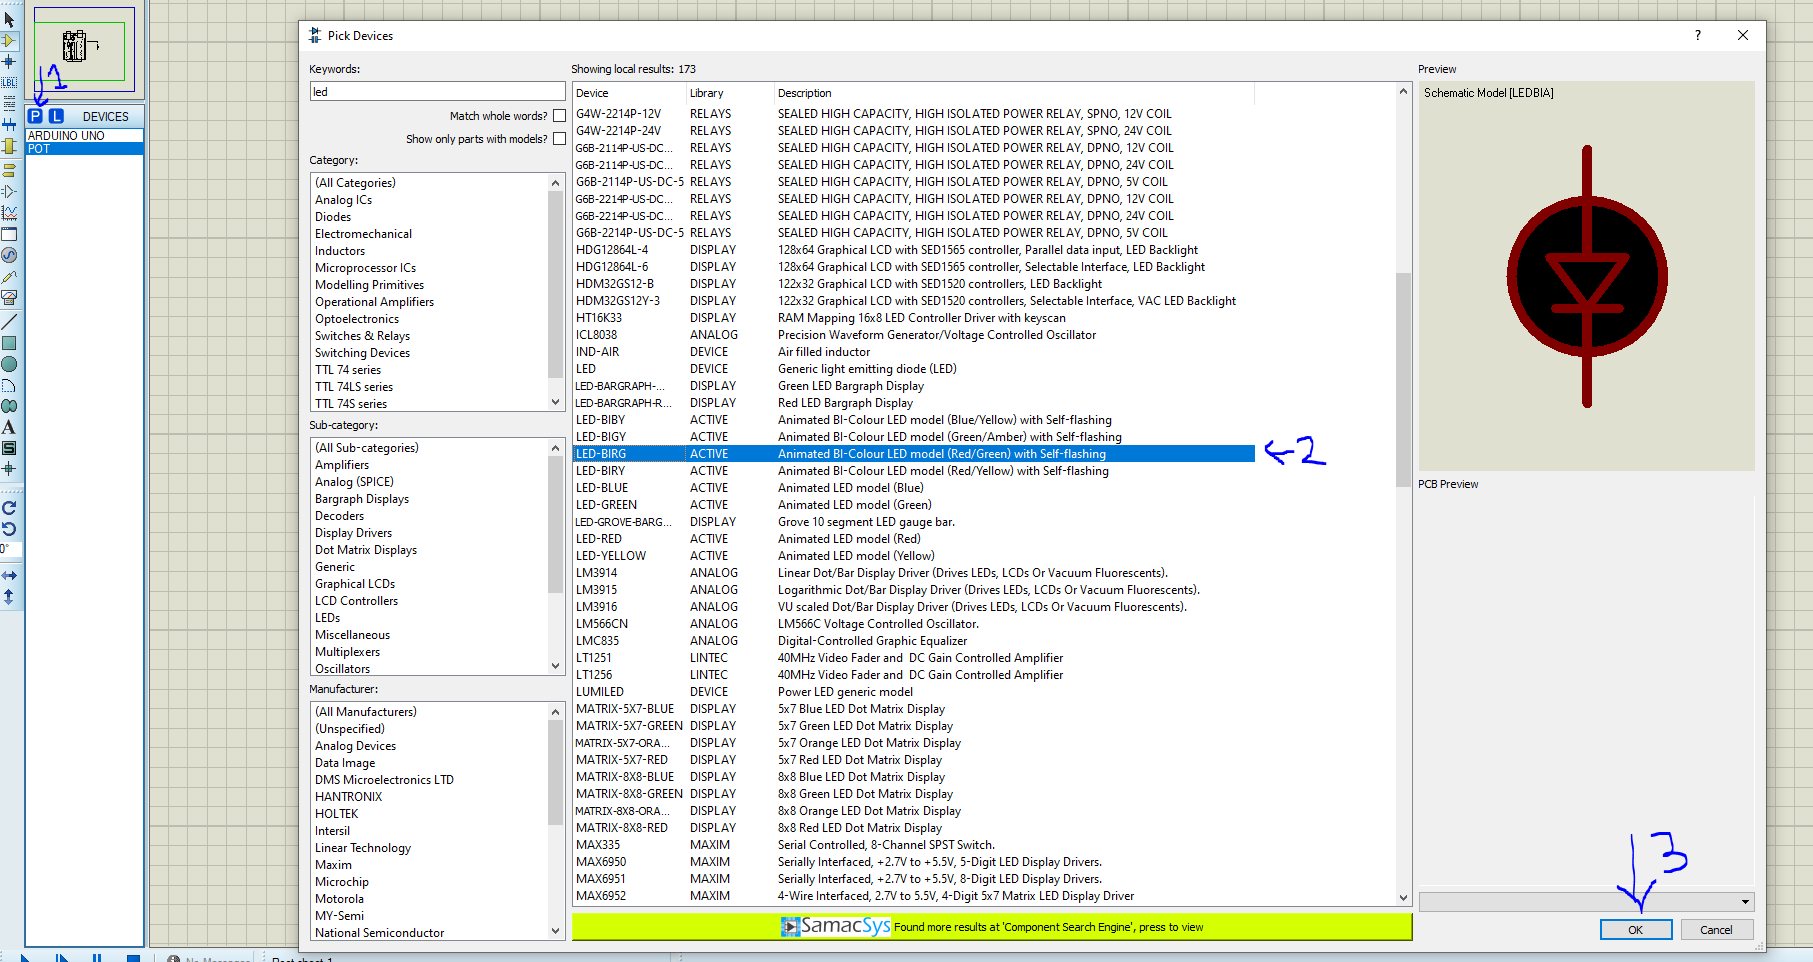 Pick Devices
?
1
LBL
P
L
DEVICES
ARDUINO UNO
POT
A
S
0°
Keywords:
led
Match whole words?
Show only parts with models?
Category:
(All Categories)
Analog ICs
Diodes
Electromechanical
Inductors
Microprocessor ICs
Modelling Primitives
Operational Amplifiers
Optoelectronics
Switches & Relays
Switching Devices
TTL 74 series
TTL 74LS series
TTL 74S series
Sub-category:
(All Sub-categories)
Amplifiers
Analog (SPICE)
Bargraph Displays
Decoders
Display Drivers
Dot Matrix Displays
Generic
Graphical LCDs
LCD Controllers
LEDs
Miscellaneous
Multiplexers
Oscillators
Manufacturer:
(All Manufacturers)
(Unspecified)
Analog Devices
Data Image
DMS Microelectronics LTD
HANTRONIX
HOLTEK
Intersil
Linear Technology
Maxim
Microchip
Motorola
MY-Semi
National Semiconductor
Showing local results: 173
Device Library Description
G4W-2214P-12V RELAYS SEALED HIGH CAPACITY, HIGH ISOLATED POWER RELAY, SPNO, 12V COIL
G4W-2214P-24V RELAYS SEALED HIGH CAPACITY, HIGH ISOLATED POWER RELAY, SPNO, 24V COIL
G6B-2114P-US-DC... RELAYS SEALED HIGH CAPACITY, HIGH ISOLATED POWER RELAY, DPNO, 12V COIL
G6B-2114P-US-DC... RELAYS SEALED HIGH CAPACITY, HIGH ISOLATED POWER RELAY, DPNO, 24V COIL
G6B-2114P-US-DC-5 RELAYS SEALED HIGH CAPACITY, HIGH ISOLATED POWER RELAY, DPNO, 5V COIL
G6B-2214P-US-DC... RELAYS SEALED HIGH CAPACITY, HIGH ISOLATED POWER RELAY, DPNO, 12V COIL
G6B-2214P-US-DC... RELAYS SEALED HIGH CAPACITY, HIGH ISOLATED POWER RELAY, DPNO, 24V COIL
G6B-2214P-US-DC-5 RELAYS SEALED HIGH CAPACITY, HIGH ISOLATED POWER RELAY, DPNO, 5V COIL
HDG12864L-4 DISPLAY 128x64 Graphical LCD with SED1565 controller, Parallel data input, LED Backlight
HDG12864L-6 DISPLAY 128x64 Graphical LCD with SED1565 controller, Selectable Interface, LED Backlight
HDM32GS12-B DISPLAY 122x32 Graphical LCD with SED1520 controllers, LED Backlight
HDM32GS12Y-3 DISPLAY 122x32 Graphical LCD with SED1520 controllers, Selectable Interface, VAC LED Backlight
HT16K33 DISPLAY RAM Mapping 16x8 LED Controller Driver with keyscan
ICL8038 ANALOG Precision Waveform Generator/Voltage Controlled Oscillator
IND-AIR DEVICE Air filled inductor
LED DEVICE Generic light emitting diode (LED)
LED-BARGRAPH-... DISPLAY Green LED Bargraph Display
LED-BARGRAPH-R... DISPLAY Red LED Bargraph Display
LED-BIBY ACTIVE Animated BI-Colour LED model (Blue/Yellow) with Self-flashing
LED-BIGY ACTIVE Animated BI-Colour LED model (Green/Amber) with Self-flashing
LED-BIRG ACTIVE Animated BI-Colour LED model (Red/Green) with Self-flashing
2
LED-BIRY ACTIVE Animated BI-Colour LED model (Red/Yellow) with Self-flashing
LED-BLUE ACTIVE Animated LED model (Blue)
LED-GREEN ACTIVE Animated LED model (Green)
LED-GROVE-BARG... DISPLAY Grove 10 segment LED gauge bar.
LED-RED ACTIVE Animated LED model (Red)
LED-YELLOW ACTIVE Animated LED model (Yellow)
LM3914 ANALOG Linear Dot/Bar Display Driver (Drives LEDs, LCDs Or Vacuum Fluorescents).
LM3915 ANALOG Logarithmic Dot/Bar Display Driver (Drives LEDs, LCDs Or Vacuum Fluorescents).
LM3916 ANALOG VU scaled Dot/Bar Display Driver (Drives LEDs, LCDs Or Vacuum Fluorescents).
LM566CN ANALOG LM566C Voltage Controlled Oscillator.
LMC835 ANALOG Digital-Controlled Graphic Equalizer
LT1251 LINTEC 40MHz Video Fader and DC Gain Controlled Amplifier
LT1256 LINTEC 40MHz Video Fader and DC Gain Controlled Amplifier
LUMILED DEVICE Power LED generic model
MATRIX-5X7-BLUE DISPLAY 5x7 Blue LED Dot Matrix Display
MATRIX-5X7-GREEN DISPLAY 5x7 Green LED Dot Matrix Display
MATRIX-5X7-ORA... DISPLAY 5x7 Orange LED Dot Matrix Display
MATRIX-5X7-RED DISPLAY 5x7 Red LED Dot Matrix Display
MATRIX-8X8-BLUE DISPLAY 8x8 Blue LED Dot Matrix Display
MATRIX-8X8-GREEN DISPLAY 8x8 Green LED Dot Matrix Display
MATRIX-8X8-ORA... DISPLAY 8x8 Orange LED Dot Matrix Display
MATRIX-8X8-RED DISPLAY 8x8 Red LED Dot Matrix Display
MAX335 MAXIM Serial Controlled, 8-Channel SPST Switch.
MAX6950 MAXIM Serially Interfaced, +2.7V to +5.5V, 5-Digit LED Display Drivers.
MAX6951 MAXIM Serially Interfaced, +2.7V to +5.5V, 8-Digit LED Display Drivers.
MAX6952 MAXIM 4-Wire Interfaced, 2.7V to 5.5V, 4-Digit 5x7 Matrix LED Display Driver
SamacSys Found more results at 'Component Search Engine', press to view
Preview
Schematic Model [LEDBIA]
PCB Preview
3
OK
Cancel